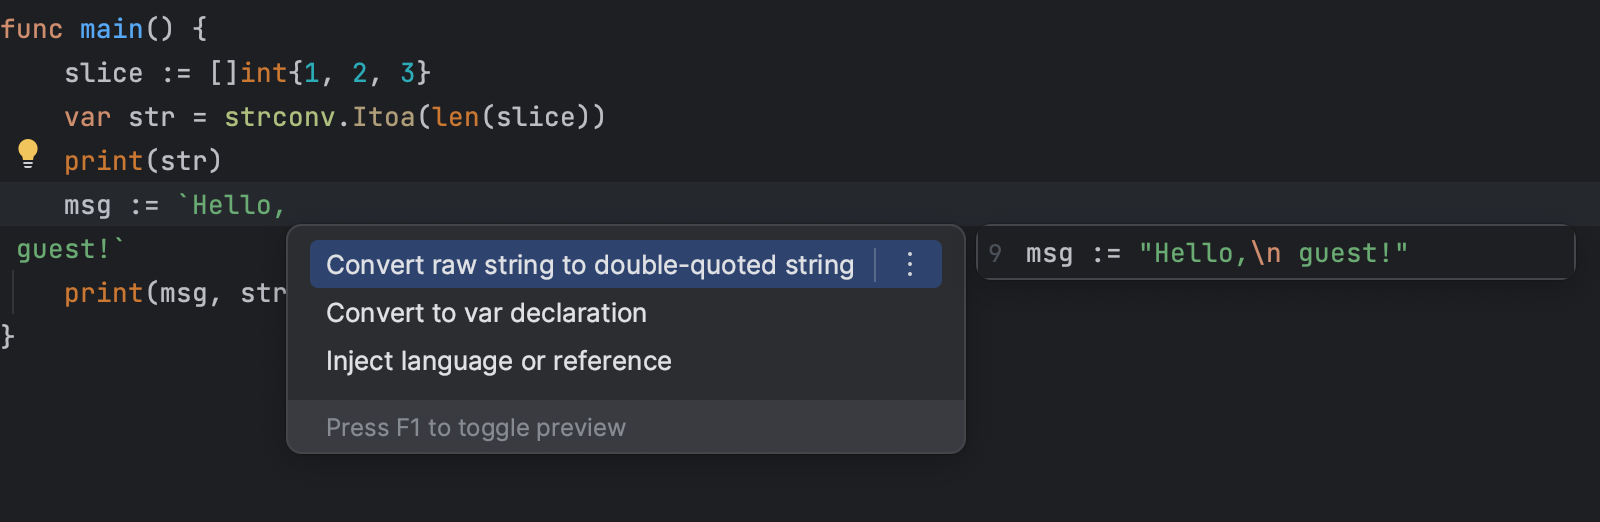 func main() {
    slice := []int{1, 2, 3}
    var str = strconv.Itoa(len(slice))
    print(str)
    msg := `Hello,
 guest!`
    print(msg, str
}
Convert raw string to double-quoted string
Convert to var declaration
Inject language or reference
Press F1 to toggle preview
9 msg := "Hello,\n guest!"